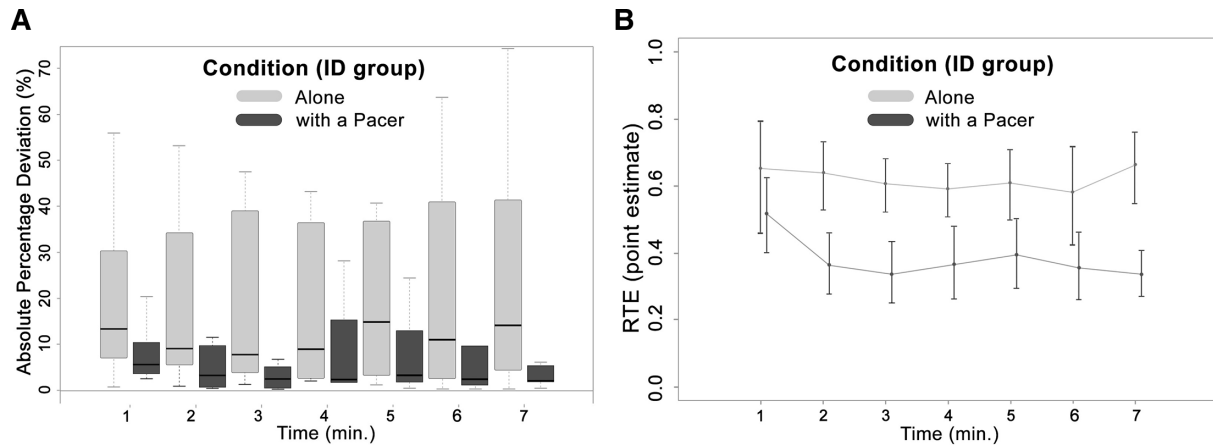 A
Absolute Percentage Deviation (%)
70
60
50
40
30
20
10
0
Condition (ID group)
Alone
with a Pacer
1 2 3 4 5 6 7
Time (min.)
B
RTE (point estimate)
1.0
0.8
0.6
0.4
0.2
0.0
Condition (ID group)
Alone
with a Pacer
1 2 3 4 5 6 7
Time (min.)